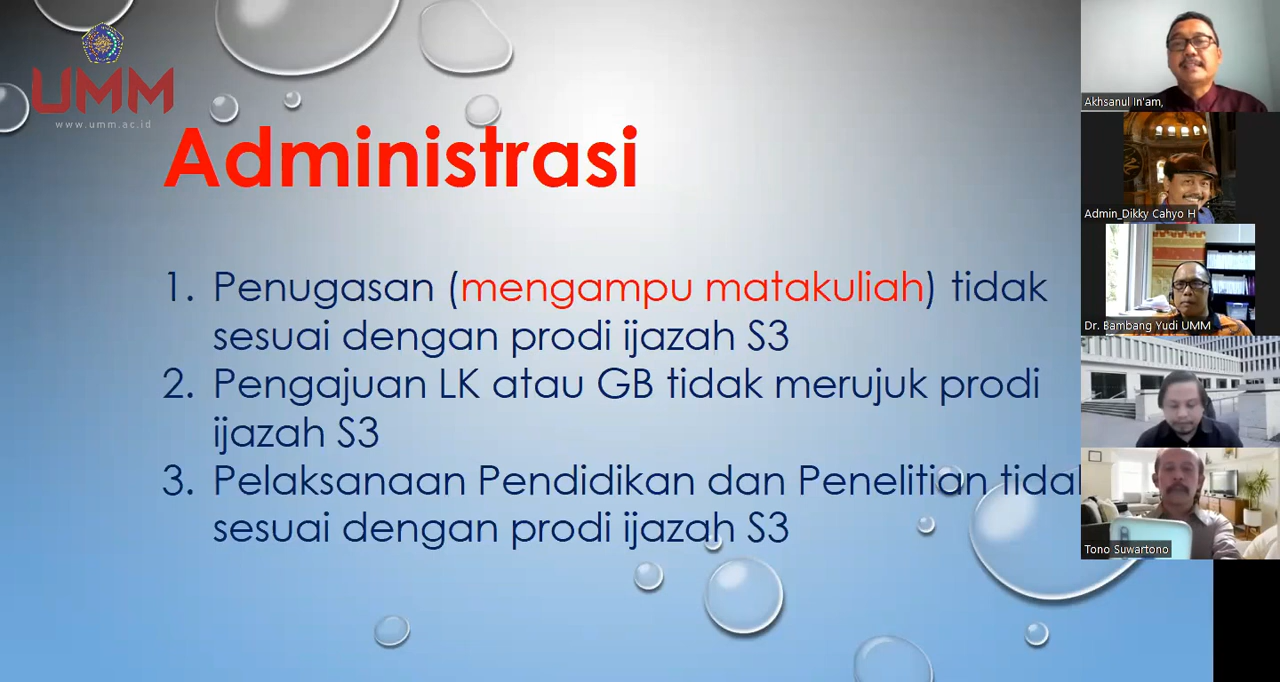 UMM
www.umm.ac.id
Administrasi
1. Penugasan (mengampu matakuliah) tidak
sesuai dengan prodi ijazah S3
2. Pengajuan LK atau GB tidak merujuk prodi
ijazah S3
3. Pelaksanaan Pendidikan dan Penelitian tidak
sesuai dengan prodi ijazah S3
Akhsanul In'am,
Admin_Dikky Cahyo H
Dr. Bambang Yudi UMM
Tono Suwartono